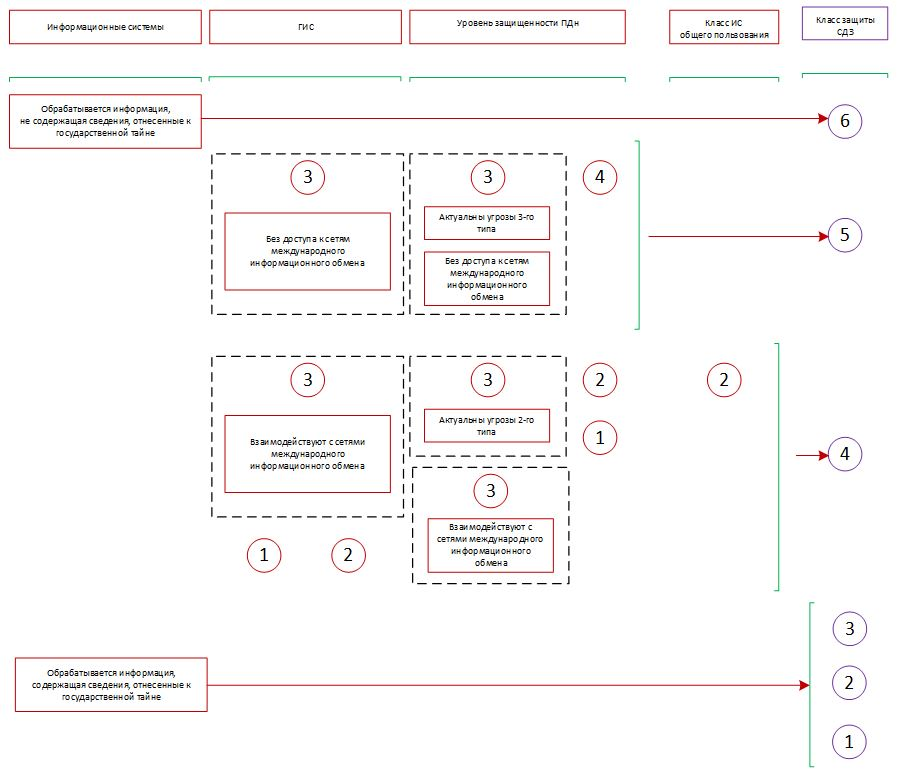 Информационные системы
ГИС
Уровень защищенности ПДн
Класс ИС
общего пользования
Класс защиты
СДЗ
Обрабатывается информация,
не содержащая сведения, отнесенные к
государственной тайне
6
3
3
4
Без доступа к сетям
международного
информационного обмена
Актуальны угрозы 3-го
типа
Без доступа к сетям
международного
информационного
обмена
5
3
3
2
2
Взаимодействуют с сетями
международного
информационного обмена
Актуальны угрозы 2-го
типа
1
4
3
Взаимодействуют с
сетями международного
информационного
обмена
1
2
Обрабатывается информация,
содержащая сведения, отнесенные к
государственной тайне
3
2
1